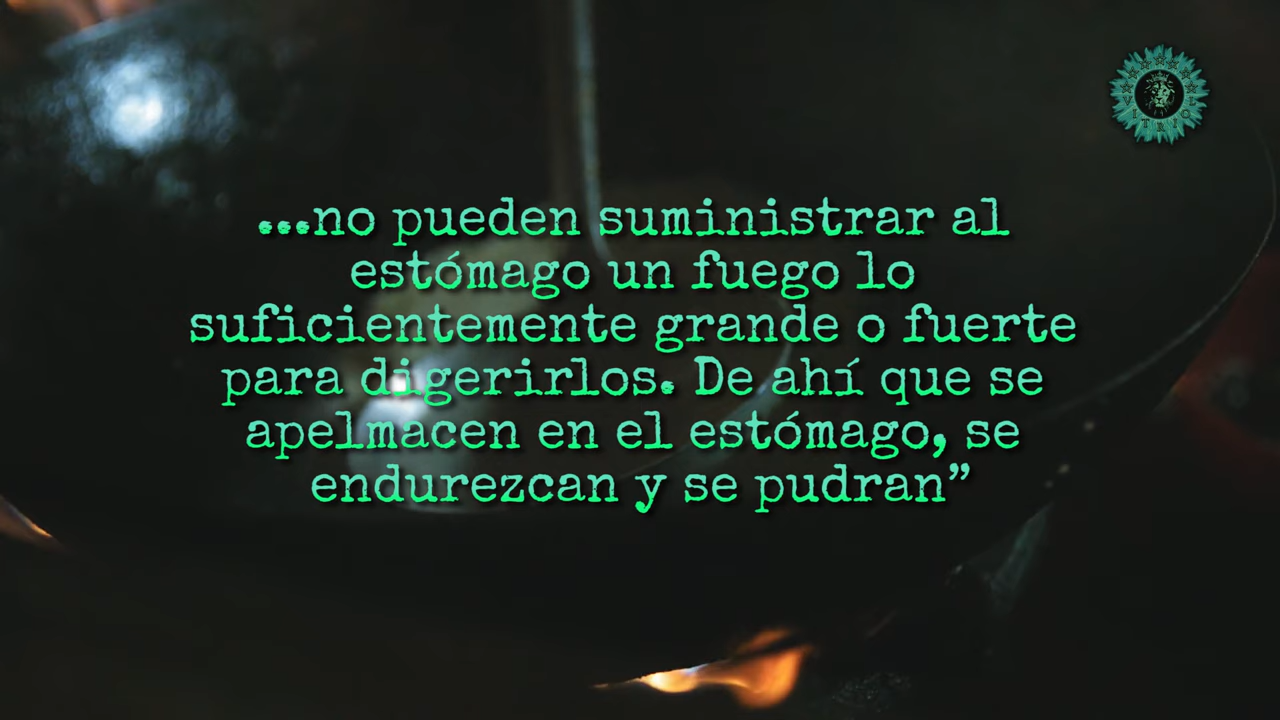 ...no pueden suministrar al
estómago un fuego lo
suficientemente grande o fuerte
para digerirlos. De ahí que se
apelmacen en el estómago, se
endurezcan y se pudran”